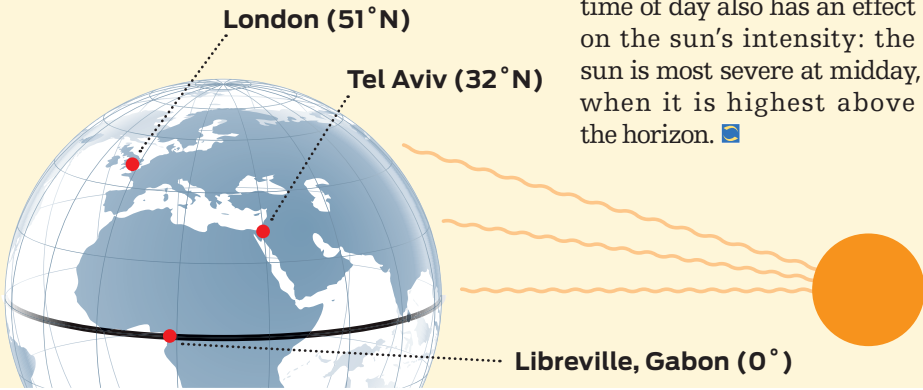 London (51°N)
Tel Aviv (32°N)
time of day also has an effect
on the sun's intensity: the
sun is most severe at midday,
when it is highest above
the horizon.
Libreville, Gabon (0°)